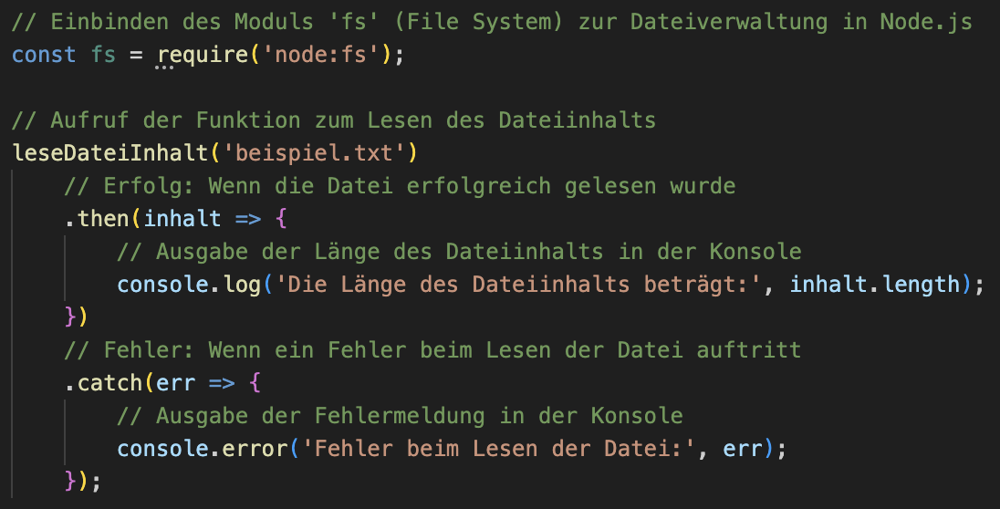 // Einbinden des Moduls 'fs' (File System) zur Dateiverwaltung in Node.js
const fs = require('node:fs');
// Aufruf der Funktion zum Lesen des Dateiinhalts
leseDateiInhalt('beispiel.txt')
// Erfolg: Wenn die Datei erfolgreich gelesen wurde
.then(inhalt => {
// Ausgabe der Länge des Dateiinhalts in der Konsole
console.log('Die Länge des Dateiinhalts beträgt:', inhalt.length);
})
// Fehler: Wenn ein Fehler beim Lesen der Datei auftritt
.catch(err => {
// Ausgabe der Fehlermeldung in der Konsole
console.error('Fehler beim Lesen der Datei:', err);
});